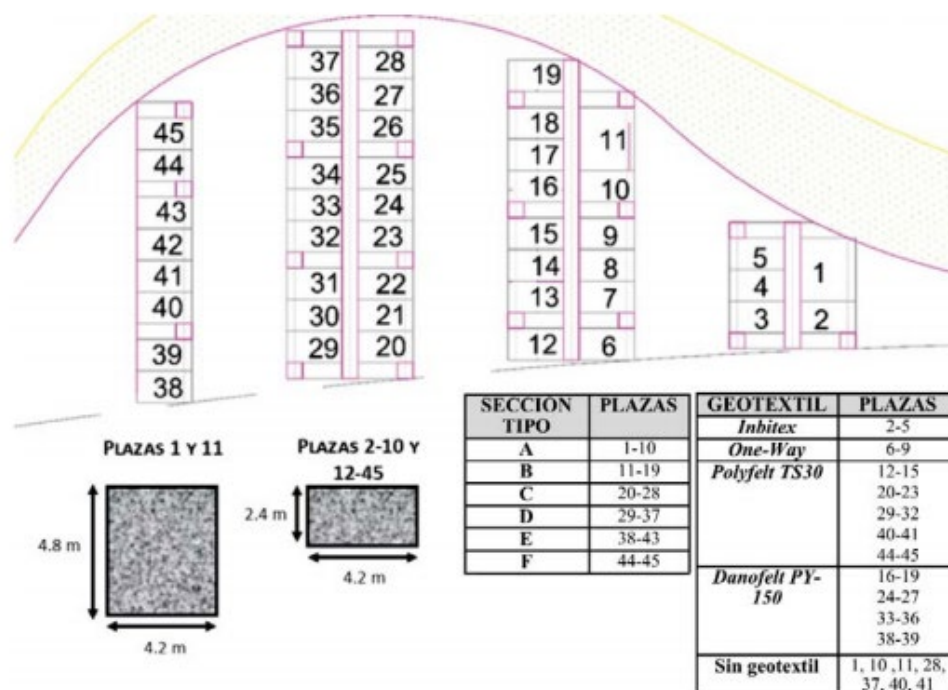 45
44
43
42
41
40
39
38
37 28
36 27
35 26
34 25
33 24
32 23
31 22
30 21
29 20
19
18 11
17
16 10
15 9
14 8
13 7
12 6
5 1
4
3 2
PLAZAS 1 Y 11
4.8 m
4.2 m
PLAZAS 2-10 Y
12-45
2.4 m
4.2 m
SECCIÓN TIPO PLAZAS
A 1-10
B 11-19
C 20-28
D 29-37
E 38-43
F 44-45
GEOTEXTIL PLAZAS
Inbitex 2-5
One-Way 6-9
Polyfelt TS30 12-15
20-23
29-32
40-41
44-45
Danofelt PY-150 16-19
24-27
33-36
38-39
Sin geotextil 1, 10 ,11, 28,
37, 40, 41